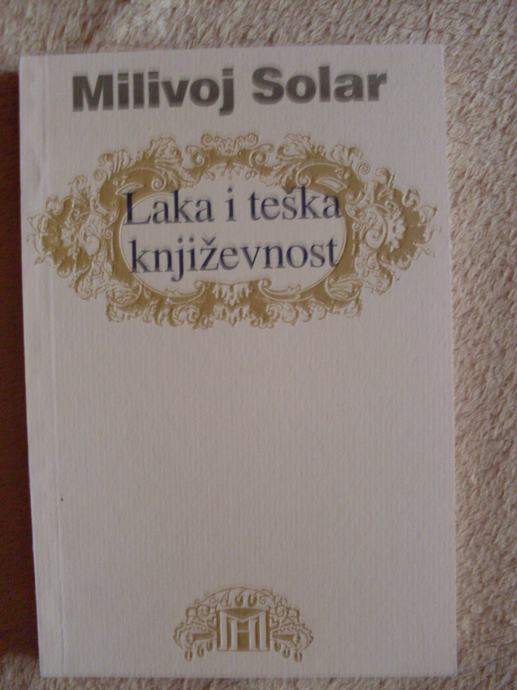 Milivoj Solar
Laka i teška
književnost